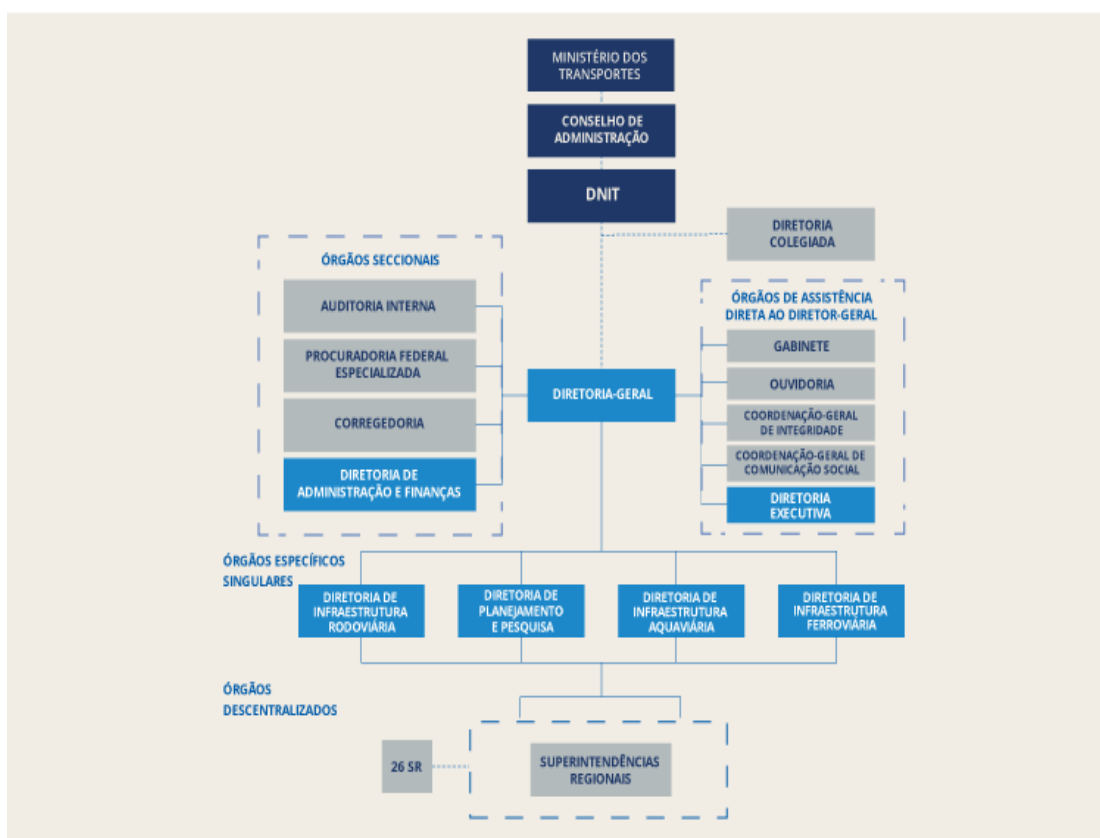 MINISTÉRIO DOS
TRANSPORTES
CONSELHO DE
ADMINISTRAÇÃO
DNIT
DIRETORIA
COLEGIADA
ÓRGÃOS SECCIONAIS
AUDITORIA INTERNA
PROCURADORIA FEDERAL
ESPECIALIZADA
CORREGEDORIA
DIRETORIA DE
ADMINISTRAÇÃO E FINANÇAS
DIRETORIA-GERAL
ÓRGÃOS DE ASSISTÊNCIA
DIRETA AO DIRETOR-GERAL
GABINETE
OUVIDORIA
COORDENAÇÃO-GERAL
DE INTEGRIDADE
COORDENAÇÃO-GERAL DE
COMUNICAÇÃO SOCIAL
DIRETORIA
EXECUTIVA
ÓRGÃOS ESPECÍFICOS
SINGULARES
DIRETORIA DE
INFRAESTRUTURA
RODOVIÁRIA
DIRETORIA DE
PLANEJAMENTO
E PESQUISA
DIRETORIA DE
INFRAESTRUTURA
AQUAVIÁRIA
DIRETORIA DE
INFRAESTRUTURA
FERROVIÁRIA
ÓRGÃOS
DESCENTRALIZADOS
26 SR
SUPERINTENDÊNCIAS
REGIONAIS